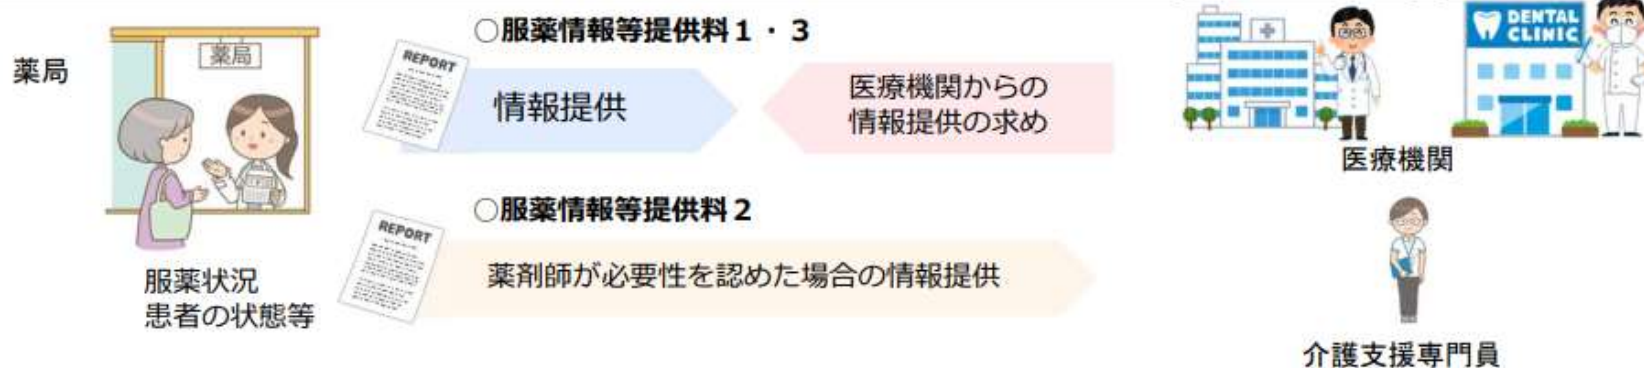 薬局
薬局
服薬状況
患者の状態等
REPORT
○服薬情報等提供料1・3
情報提供
医療機関からの
情報提供の求め
REPORT
○服薬情報等提供料2
薬剤師が必要性を認めた場合の情報提供
DENTAL
CLINIC
医療機関
介護支援専門員